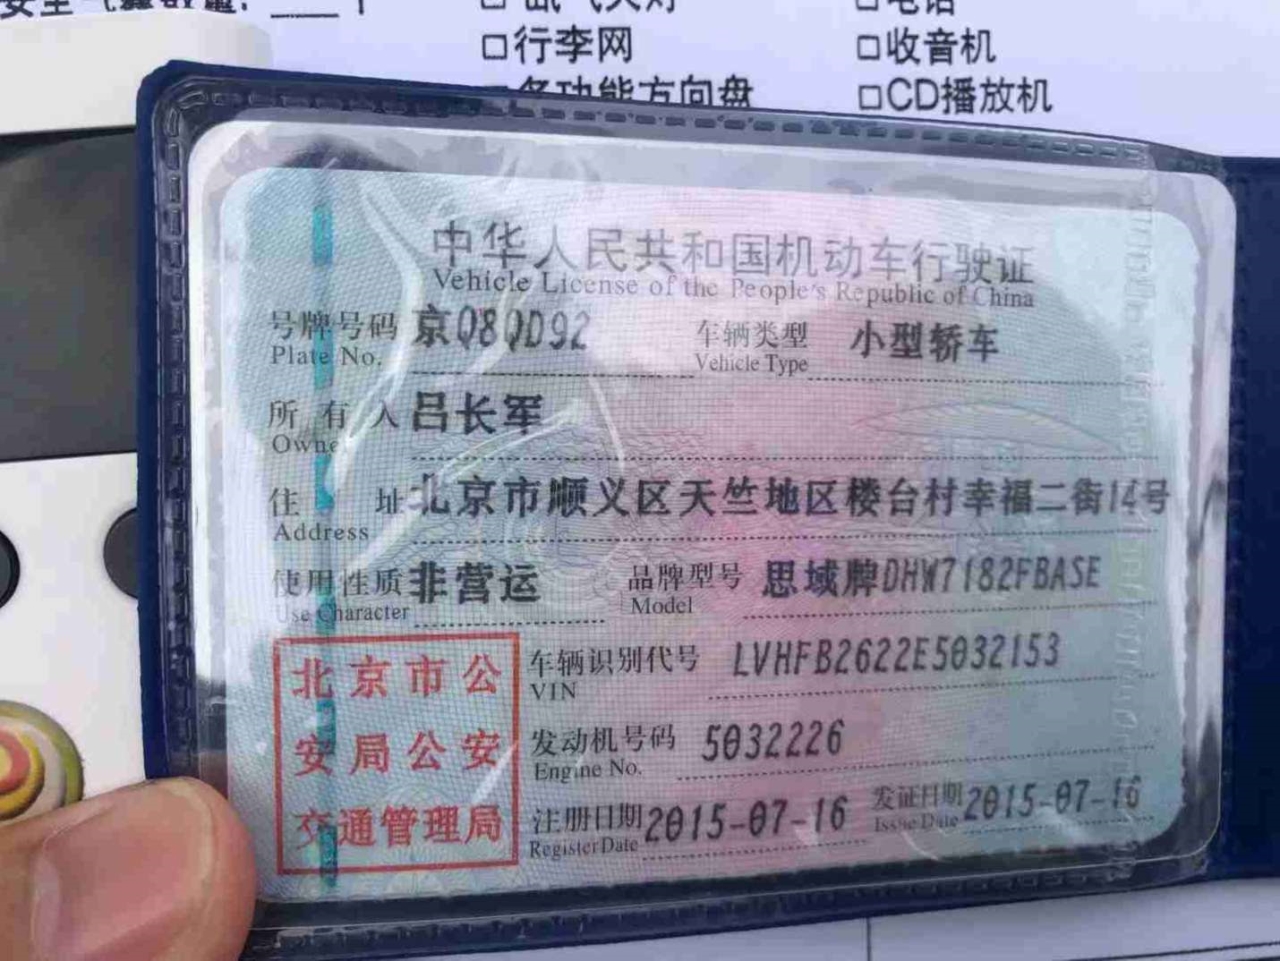 行李网
收音机
多功能方向盘
CD播放机
中华人民共和国机动车行驶证
Vehicle License of the People's Republic of China
号牌号码 京Q8QD92 车辆类型 小型轿车
Plate No. Vehicle Type
所有人 吕长军
Owner
住址 北京市顺义区天竺地区楼台村幸福二街14号
Address
使用性质 非营运 品牌型号 思域牌DHW7182FBASE
Use Character Model
北京市公
安局公安
交通管理局
车辆识别代号 LVHFB2622E5032153
VIN
发动机号码 5032226
Engine No.
注册日期 2015-07-16 发证日期 2015-07-16
Register Date Issue Date